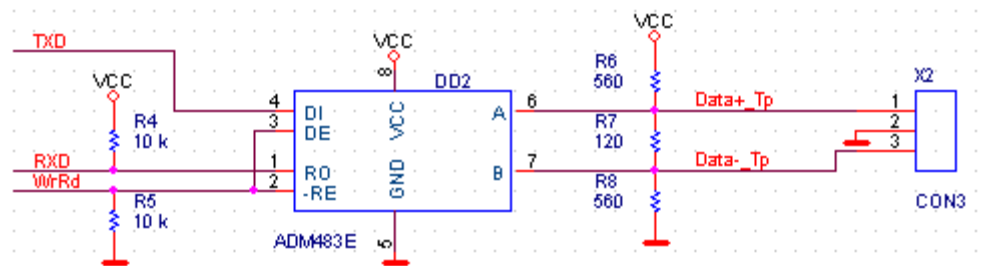 TXD
VCC
R4
10 k
RXD
WrRd
R5
10 k
VCC
8
DD2
4
3
1
2
DI
DE
RO
-RE
VCC
GND
A
B
6
7
5
ADM483E
VCC
R6
560
R7
120
R8
560
Data+_Tp
Data-_Tp
X2
1
2
3
CON3